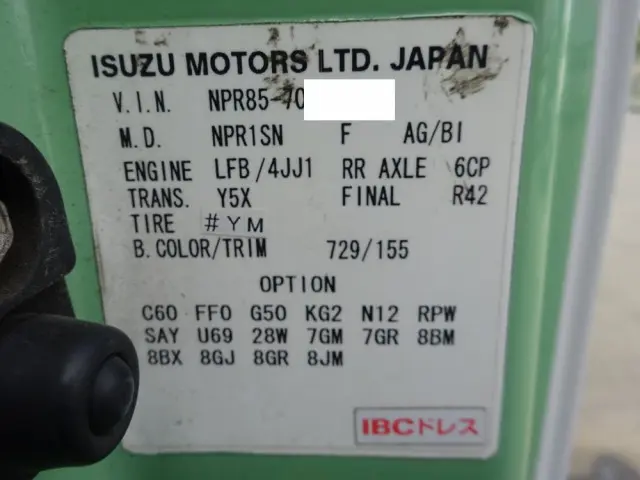 ISUZU MOTORS LTD. JAPAN
V.I.N. NPR85-70
M.D. NPR1SN F AG/BI
ENGINE LFB/4JJ1 RR AXLE 6CP
TRANS. Y5X FINAL R42
TIRE #YM
B.COLOR/TRIM 729/155
OPTION
C60 FF0 G50 KG2 N12 RPW
SAY U69 28W 7GM 7GR 8BM
8BX 8GJ 8GR 8JM
IBCドレス